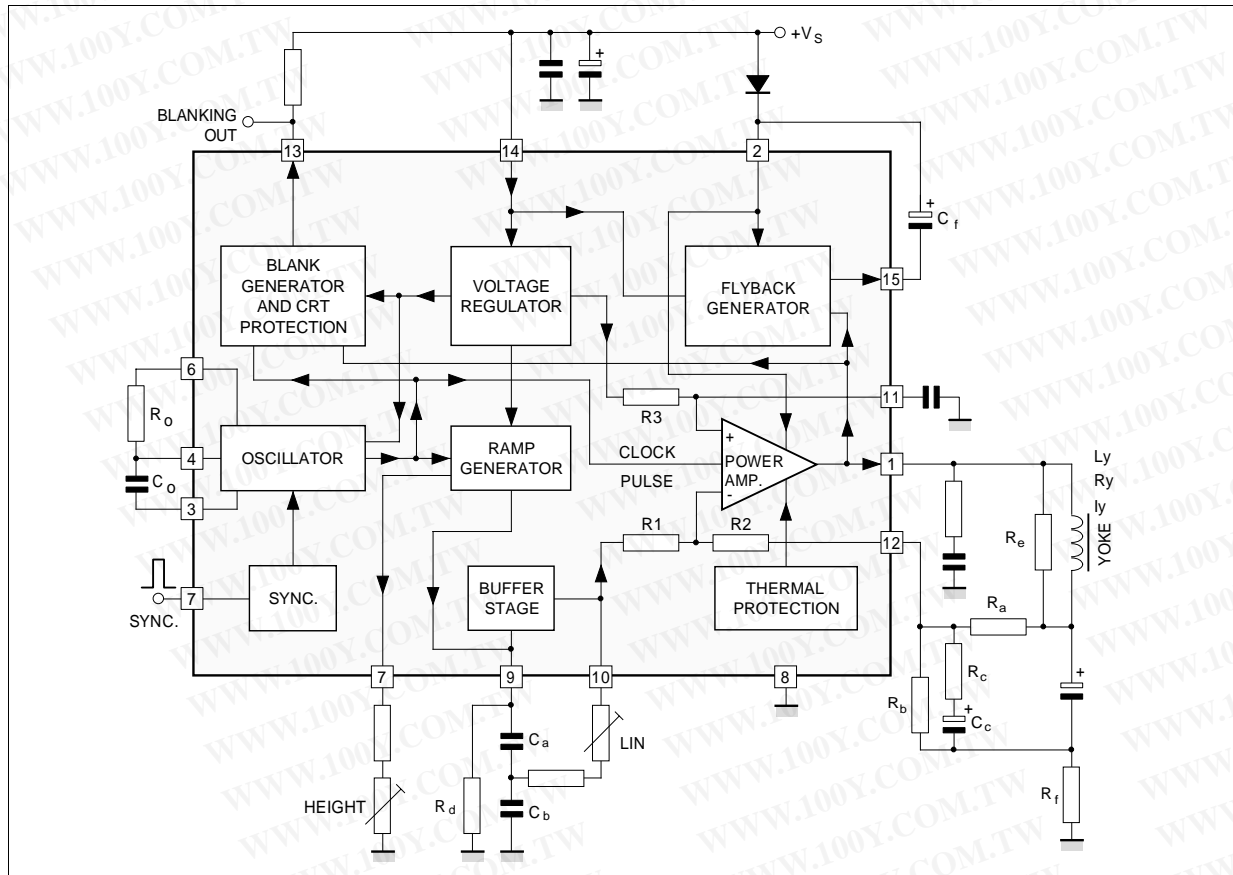 WWW.100Y.COM.TW
+VS
BLANKING
OUT
13
14
2
Cf
+
+
BLANK
GENERATOR
AND CRT
PROTECTION
VOLTAGE
REGULATOR
FLYBACK
GENERATOR
15
6
Ro
4
Co
3
OSCILLATOR
RAMP
GENERATOR
R3
11
CLOCK
PULSE
+
POWER
AMP.
-
1
Ly
Ry
Iy
YOKE
Re
R1
R2
12
7
SYNC.
SYNC.
BUFFER
STAGE
THERMAL
PROTECTION
Ra
7
9
10
8
Rc
+
Rb
+
Cc
Ca
LIN
HEIGHT
Rd
Cb
Rf